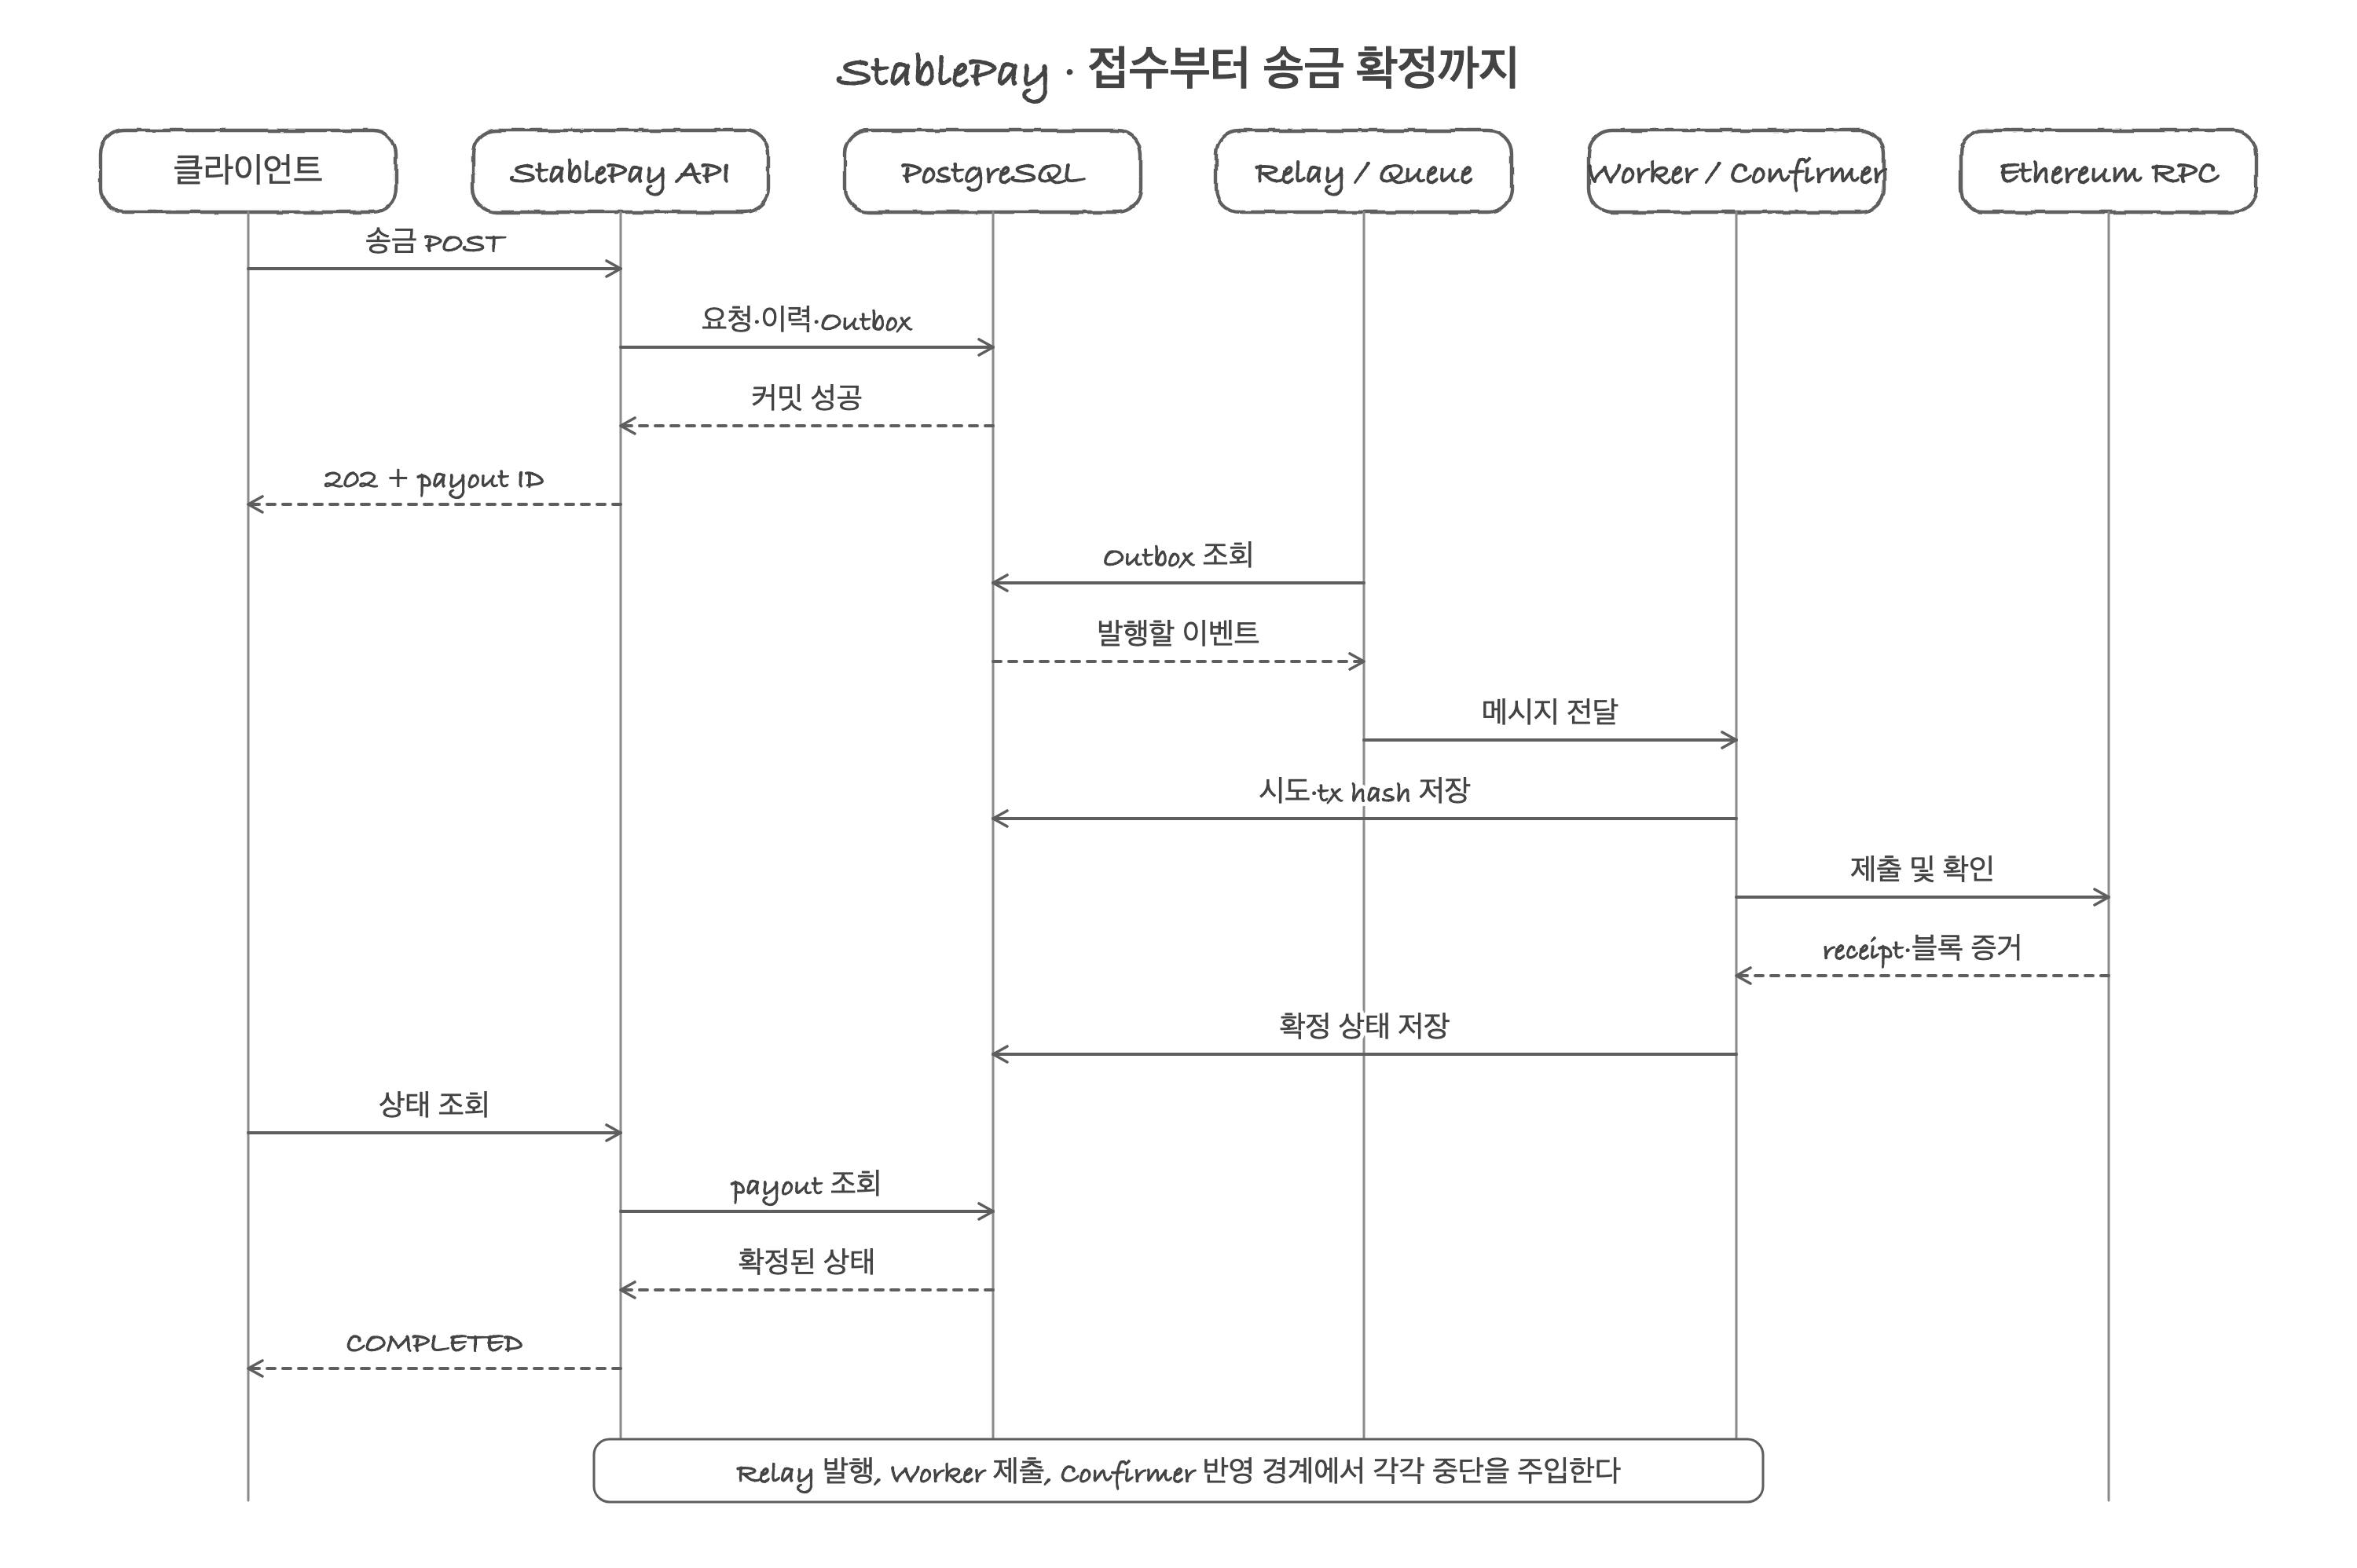 StablePay · 접수부터 송금 확정까지
클라이언트
StablePay API
PostgreSQL
Relay / Queue
Worker / Confirmer
Ethereum RPC
송금 POST
요청·이력·Outbox
커밋 성공
202 + payout ID
Outbox 조회
발행할 이벤트
메시지 전달
시도·tx hash 저장
제출 및 확인
receipt·블록 증거
확정 상태 저장
상태 조회
payout 조회
확정된 상태
COMPLETED
Relay 발행, Worker 제출, Confirmer 반영 경계에서 각각 중단을 주입한다